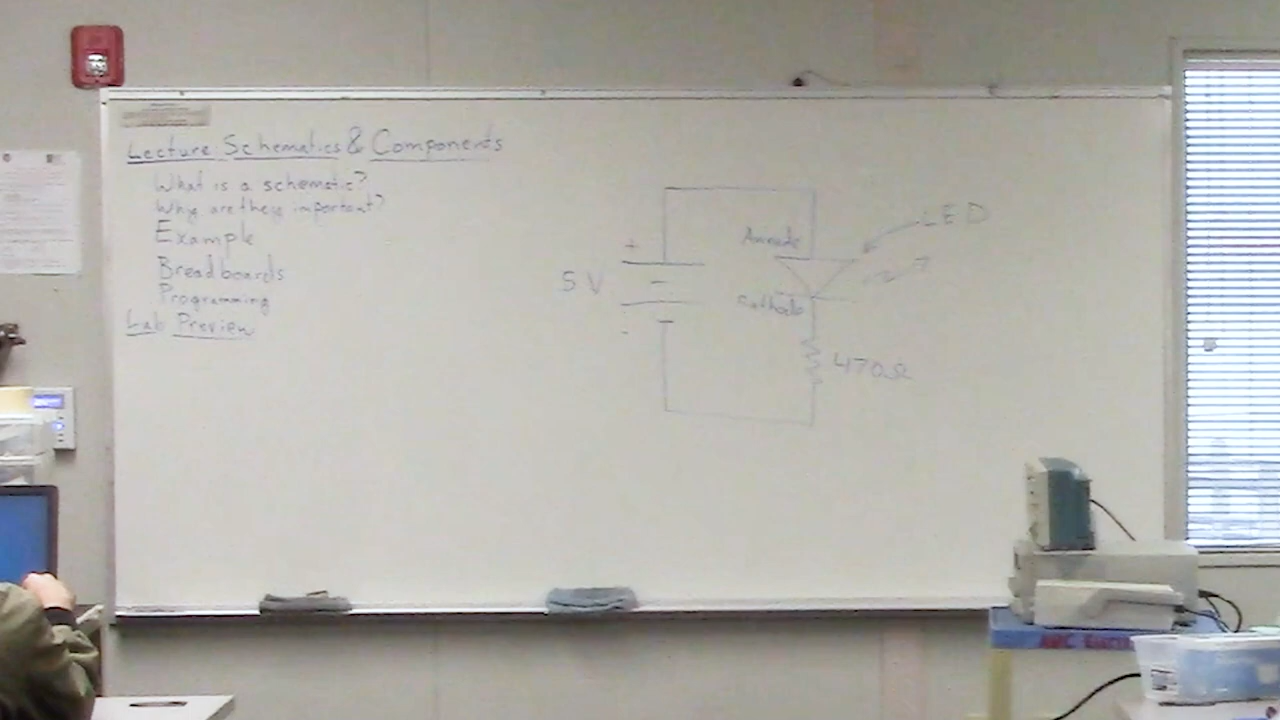 Lecture: Schematics & Components
What is a schematic?
Why are they important?
Example
Breadboards
Programming
Lab Preview
+
5 V
-
Annode
Cathode
LED
470Ω